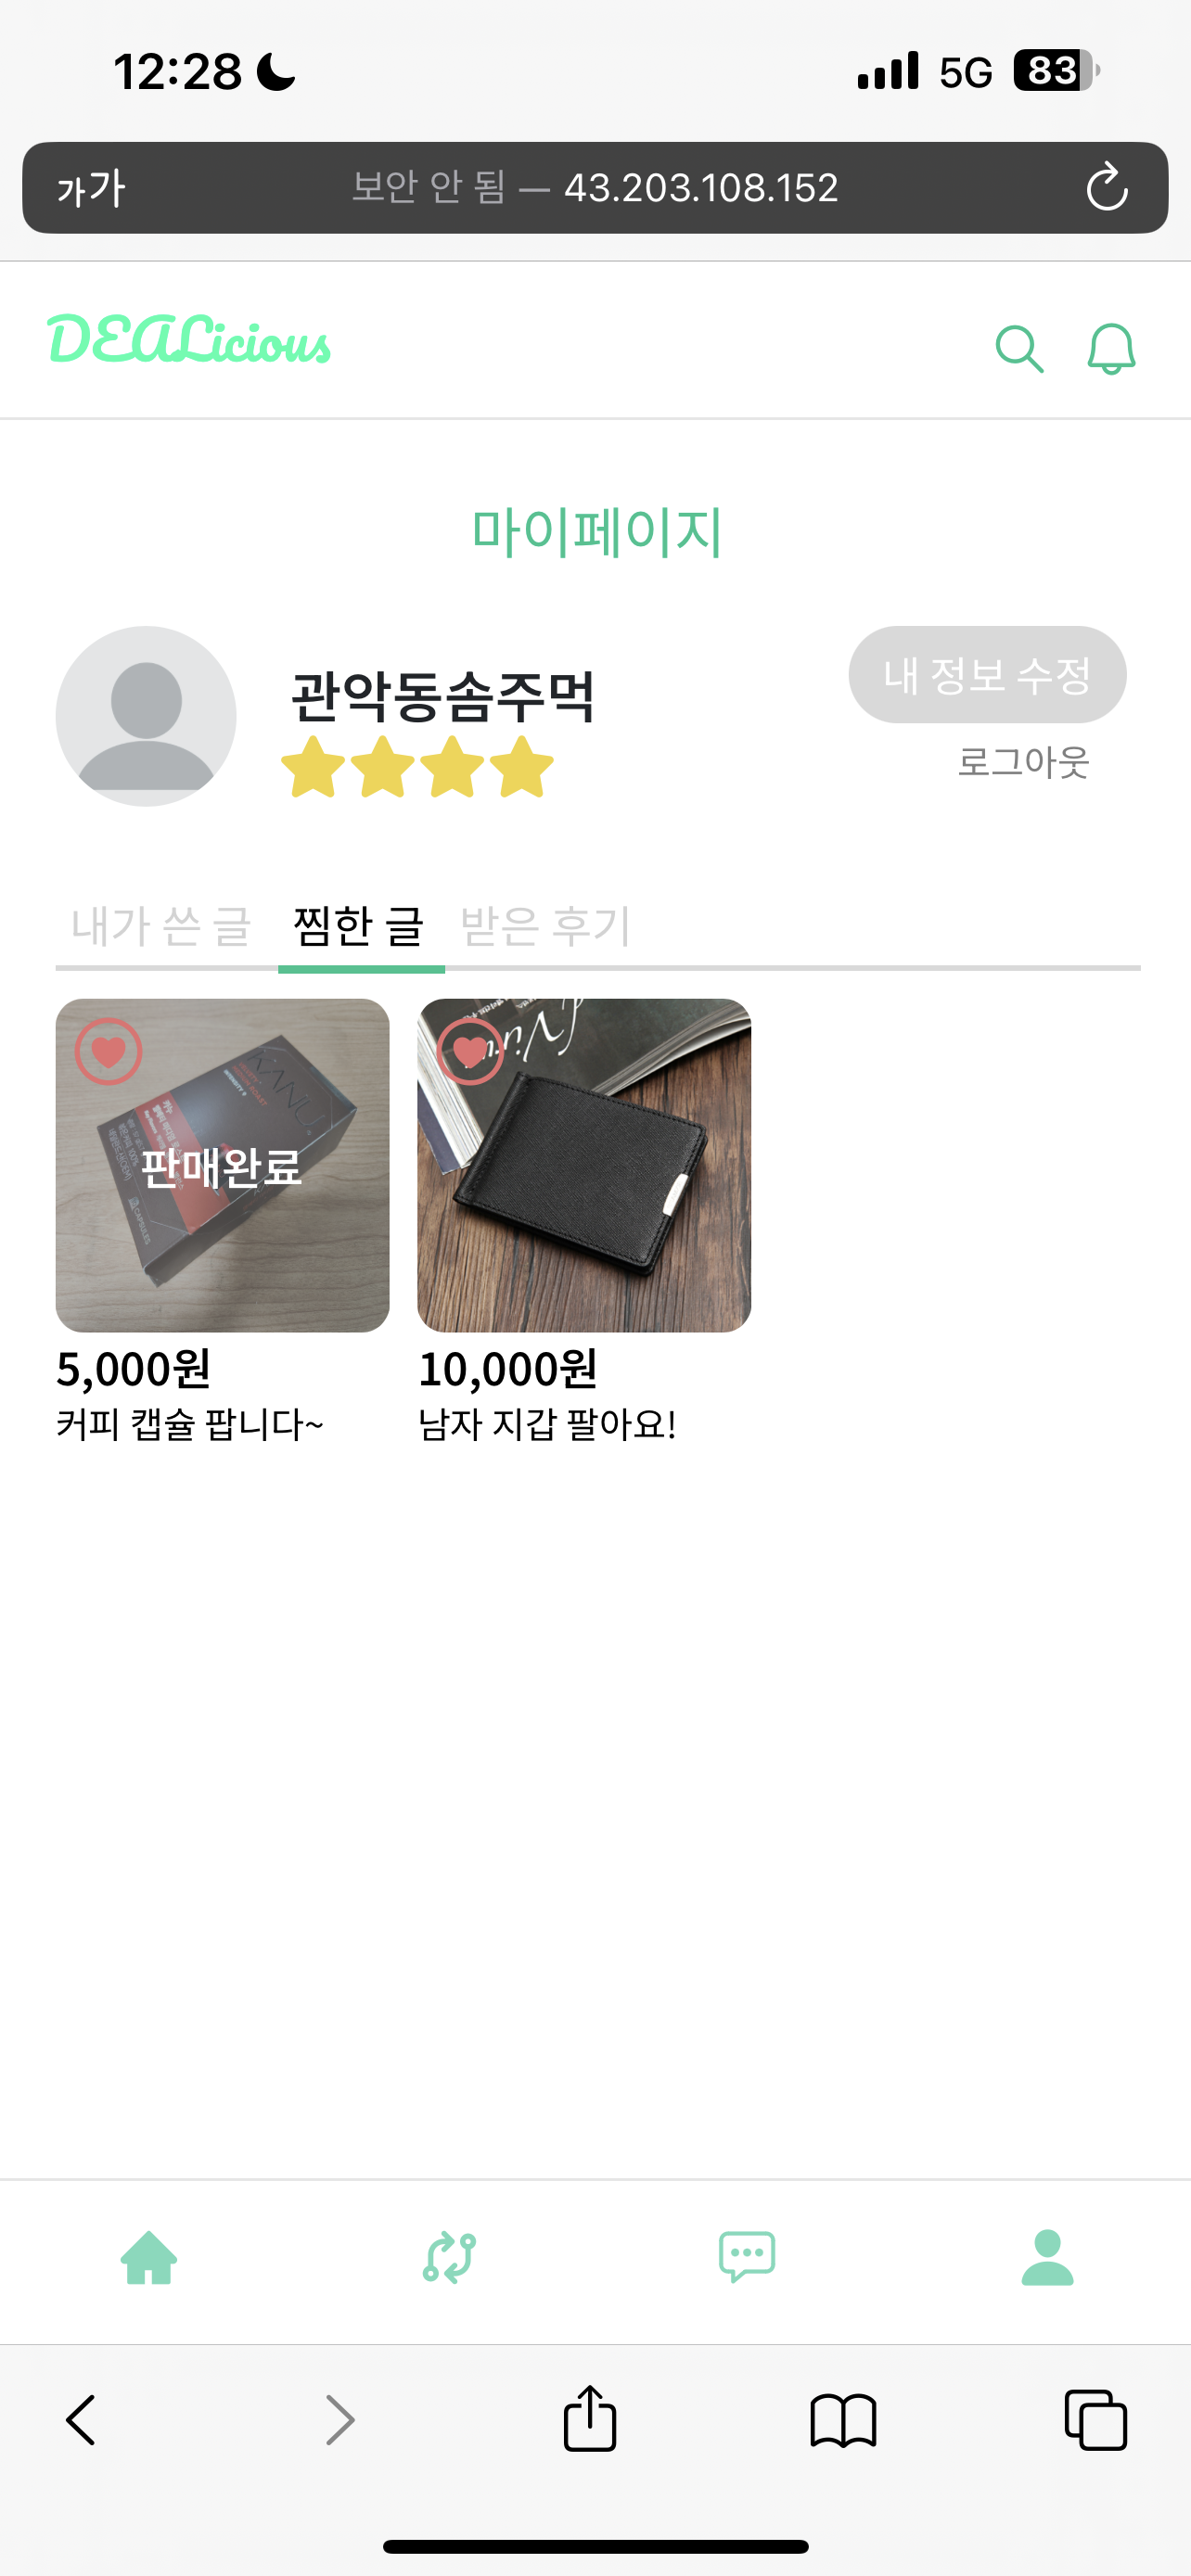 12:28
5G
83
가가
보안 안 됨 — 43.203.108.152
DEALicious
마이페이지
관악동솜주먹
내 정보 수정
로그아웃
내가 쓴 글
찜한 글
받은 후기
KANU
판매완료
5,000원
커피 캡슐 팝니다~
10,000원
남자 지갑 팔아요!